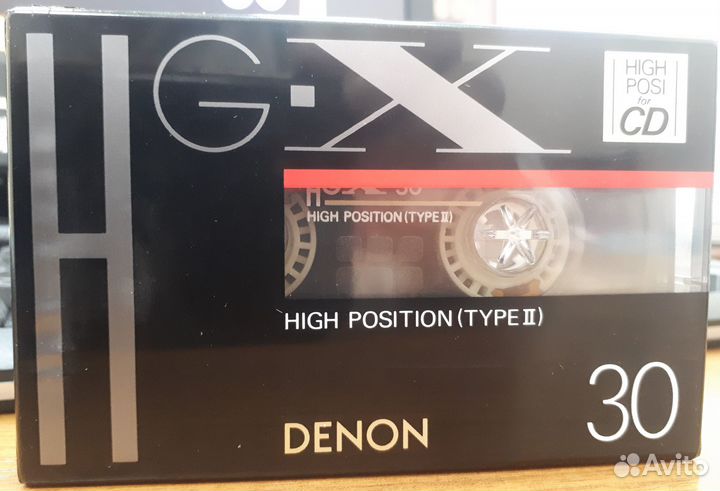 HG·X
HIGH
POSI
for
CD
HG·X 30
HIGH POSITION (TYPE II)
HIGH POSITION (TYPE II)
30
DENON
Avito